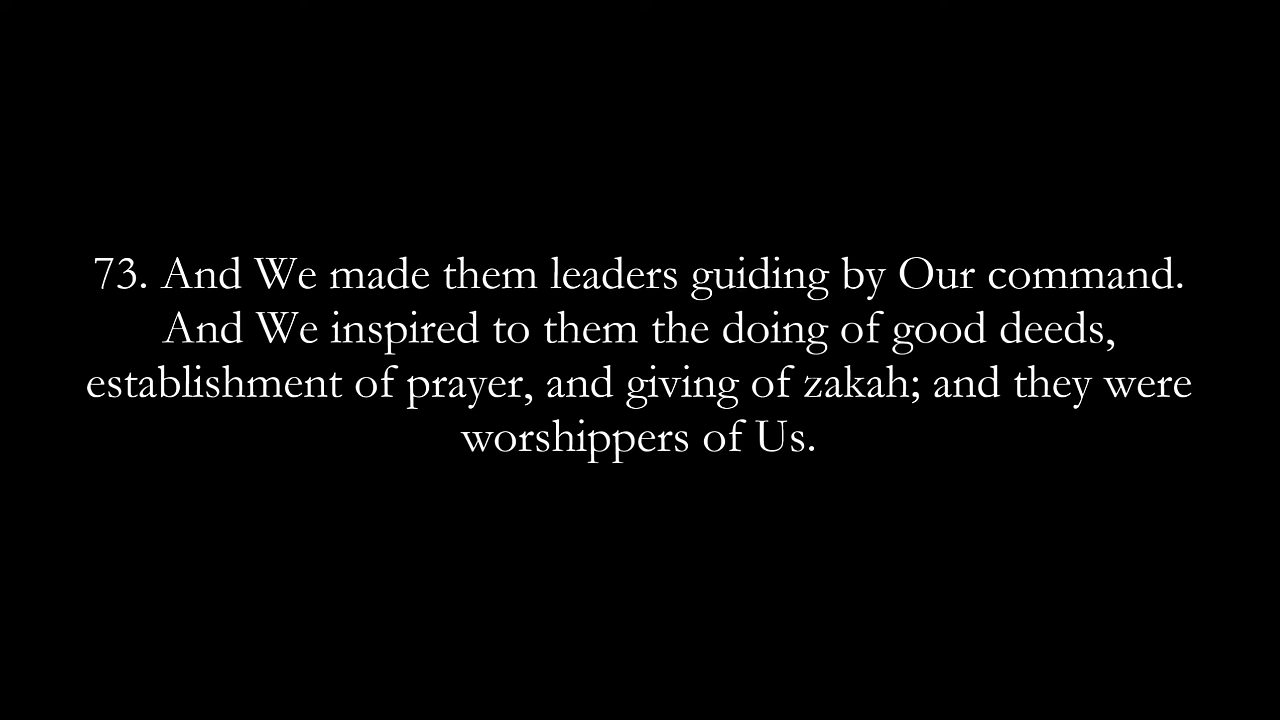 73. And We made them leaders guiding by Our command.
And We inspired to them the doing of good deeds,
establishment of prayer, and giving of zakah; and they were
worshippers of Us.